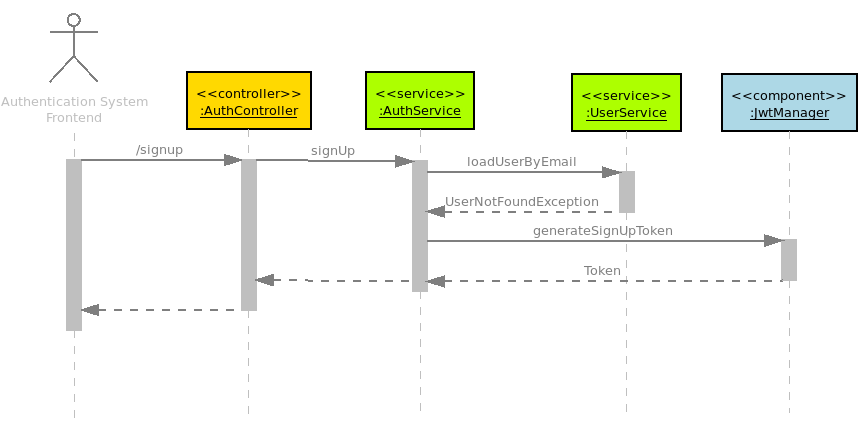 Authentication System
Frontend
<<controller>>
:AuthController
<<service>>
:AuthService
<<service>>
:UserService
<<component>>
:JwtManager
/signup
signUp
loadUserByEmail
UserNotFoundException
generateSignUpToken
Token